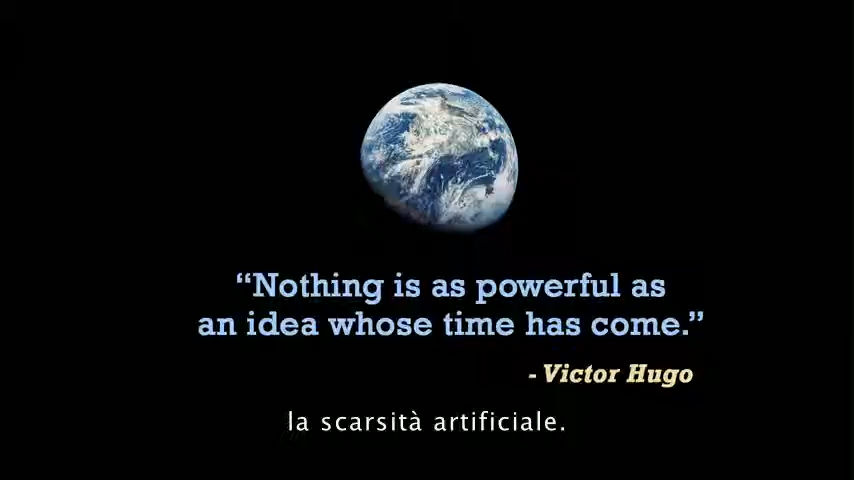 “Nothing is as powerful as
an idea whose time has come.”
- Victor Hugo
la scarsità artificiale.